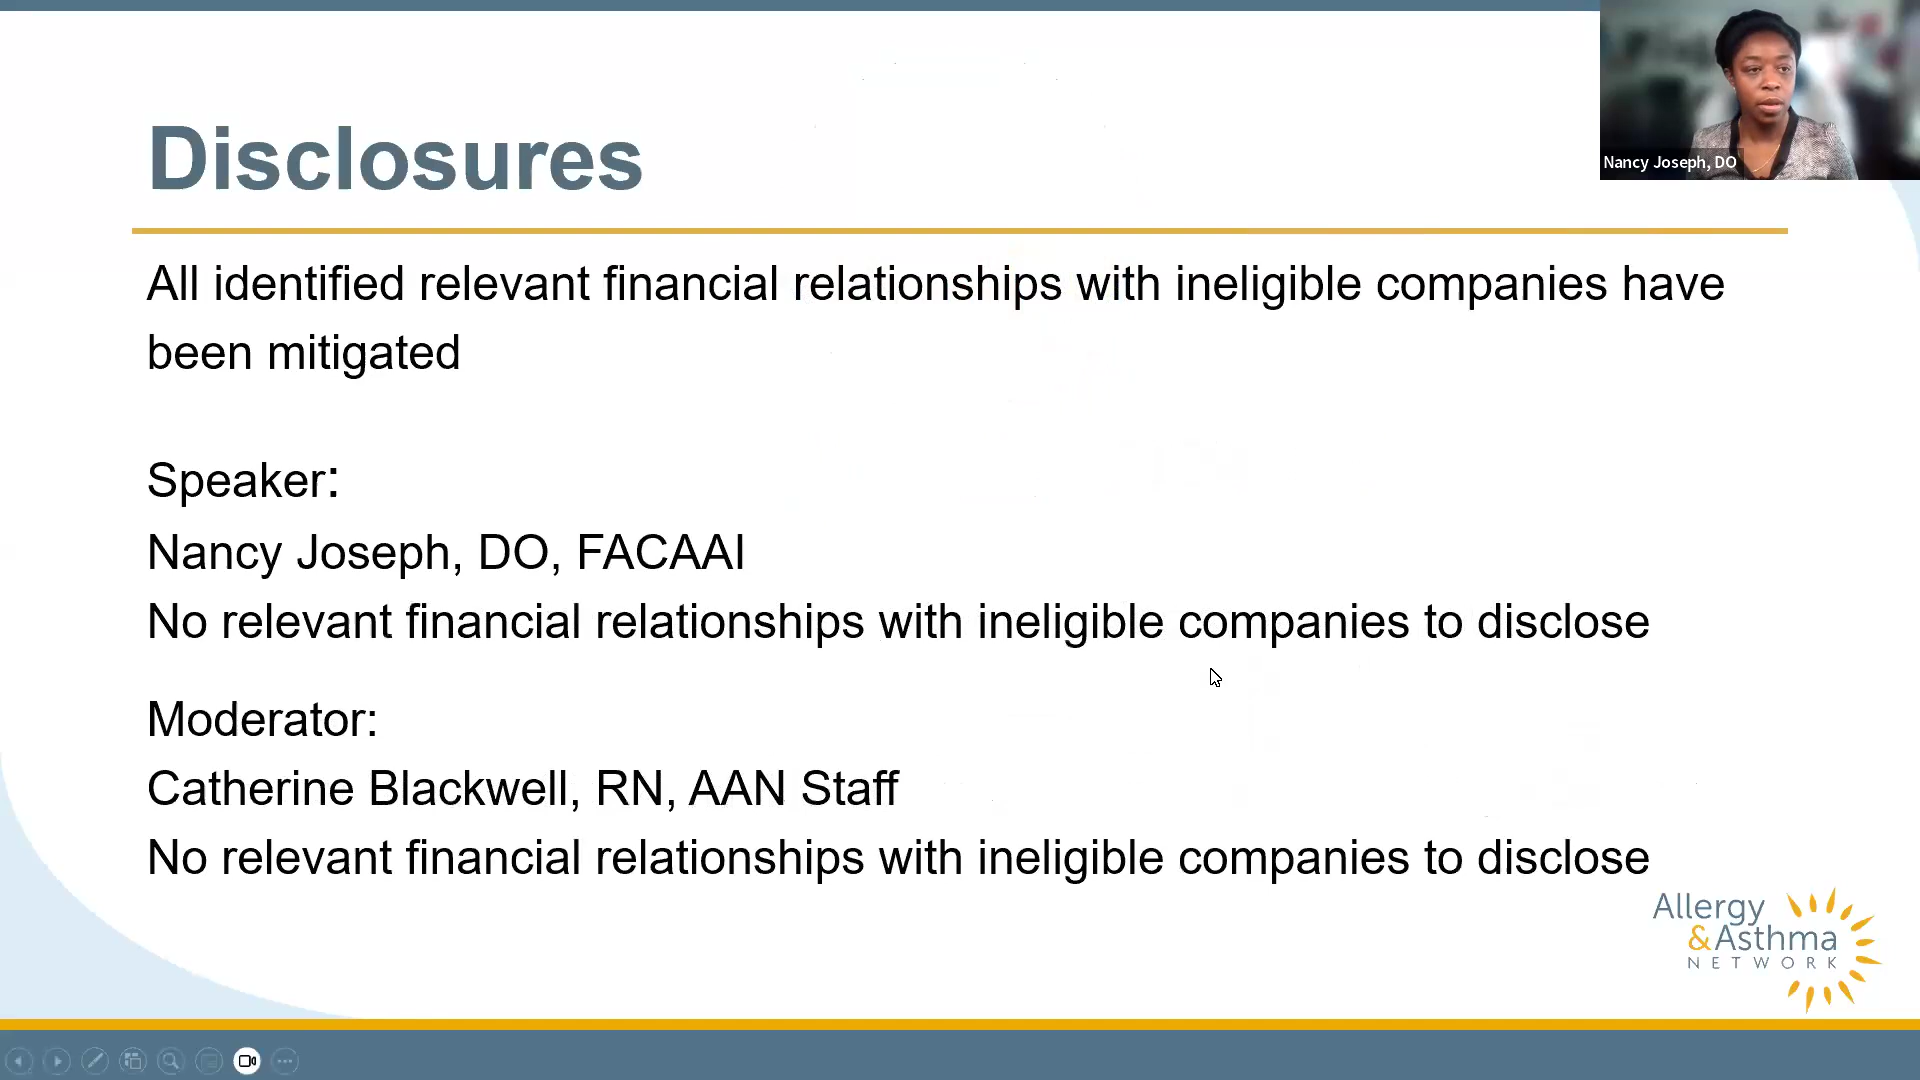 Disclosures
Nancy Joseph, DO
All identified relevant financial relationships with ineligible companies have
been mitigated
Speaker:
Nancy Joseph, DO, FACAAI
No relevant financial relationships with ineligible companies to disclose
Moderator:
Catherine Blackwell, RN, AAN Staff
No relevant financial relationships with ineligible companies to disclose
Allergy
&Asthma
NETWORK